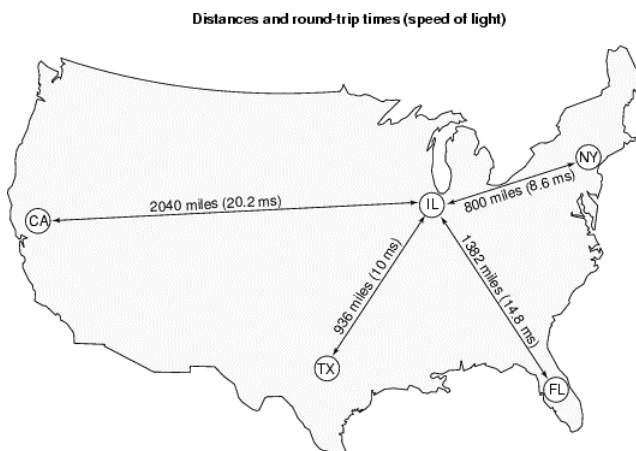 Distances and round-trip times (speed of light)
NY
800 miles (8.6 ms)
IL
2040 miles (20.2 ms)
CA
1382 miles (14.8 ms)
936 miles (10 ms)
TX
FL